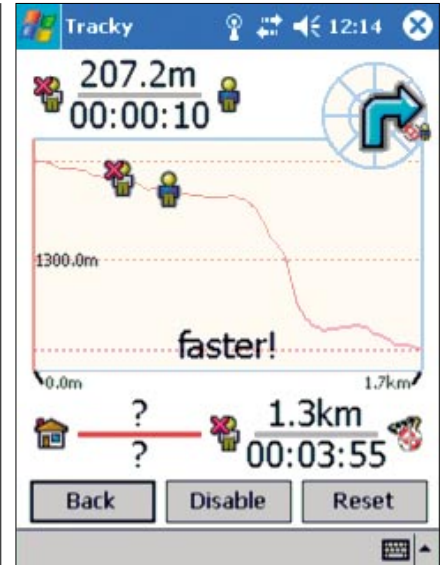 Tracky 12:14
207.2m
00:00:10
1300.0m
faster!
0.0m 1.7km
? 1.3km
? 00:03:55
Back Disable Reset